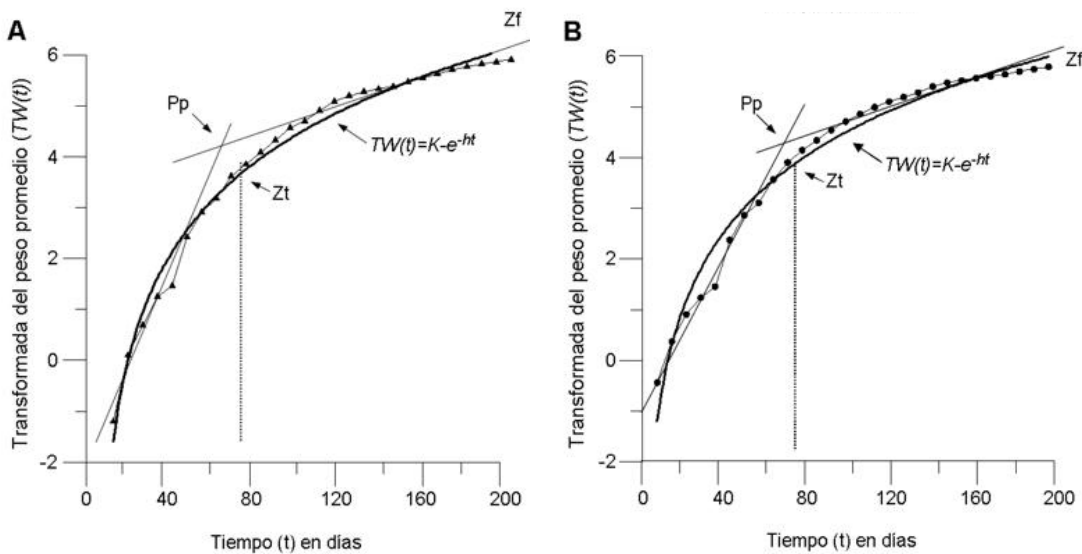 A
Zf
6
Pp
4
TW(t)=K-e-ht
Zt
2
0
-2
0 40 80 120 160 200
Transformada del peso promedio (TW(t))
Tiempo (t) en días
B
6
Zf
Pp
4
TW(t)=K-e-ht
Zt
2
0
-2
0 40 80 120 160 200
Transformada del peso promedio (TW(t))
Tiempo (t) en días